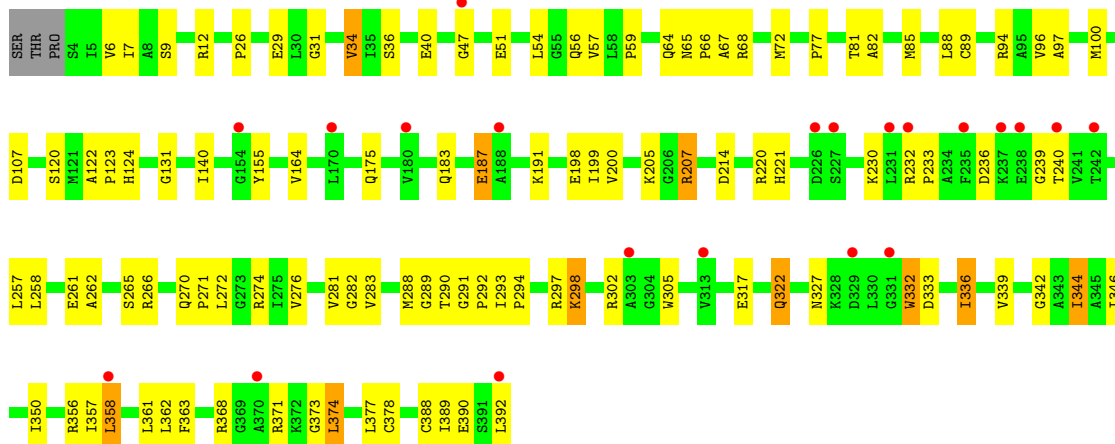 SER THR PRO S4 I5 V6 I7 A8 S9 R12 P26 E29 L30 G31 V34 I35 S36 E40 G47 E51 L54 G55 Q56 V57 L58 P59 Q64 N65 P66 A67 R68 M72 P77 T81 A82 M85 L88 C89 R94 A95 V96 A97 M100
D107 S120 M121 A122 P123 H124 G131 I140 G154 Y155 V164 L170 Q175 V180 Q183 E187 A188 K191 E198 I199 V200 K205 G206 R207 D214 R220 H221 D226 S227 K230 L231 R232 P233 A234 F235 D236 K237 E238 G239 T240 V241 T242
L257 L258 E261 A262 S265 R266 Q270 P271 L272 G273 R274 I275 V276 V281 G282 V283 M288 G289 T290 G291 P292 I293 P294 R297 K298 R302 A303 G304 W305 V313 E317 Q322 N327 K328 D329 L330 G331 W332 D333 I336 V339 G342 A343 I344 A345
I350 R356 I357 L358 L361 L362 F363 R368 G369 A370 R371 K372 G373 L374 L377 C378 C388 I389 E390 S391 L392